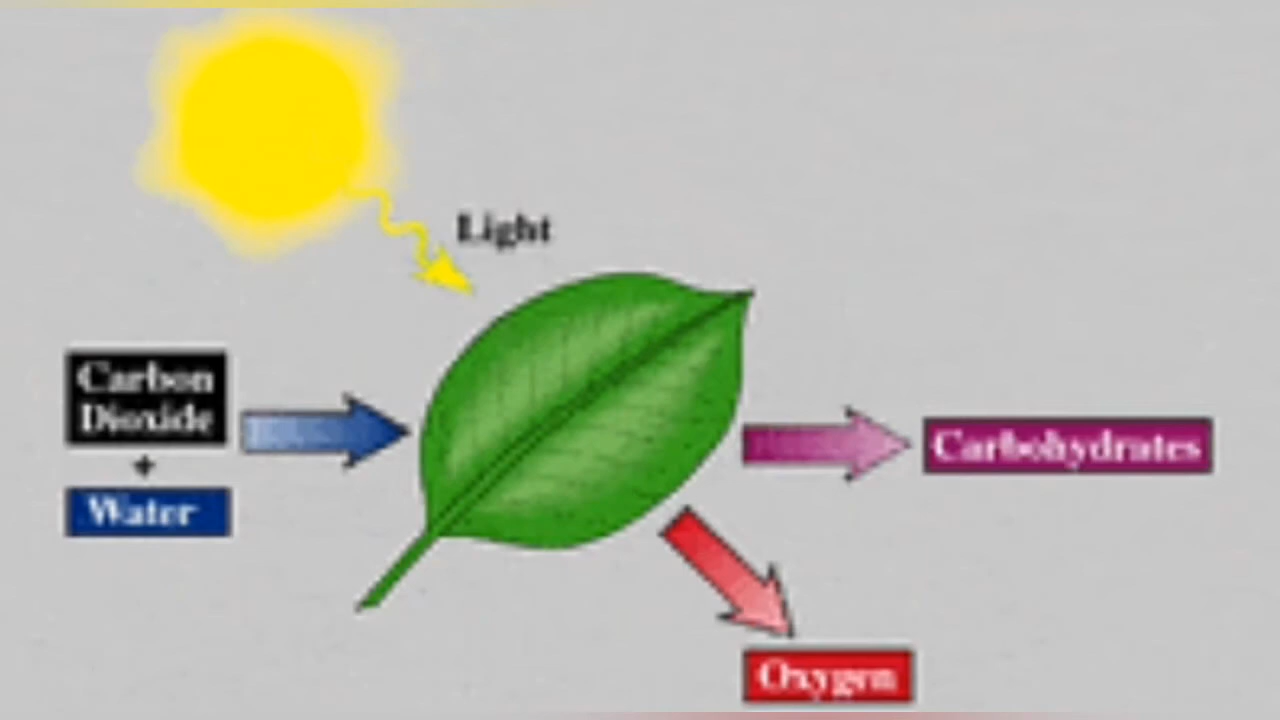 Light
Carbon
Dioxide
+
Water
Carbohydrates
Oxygen